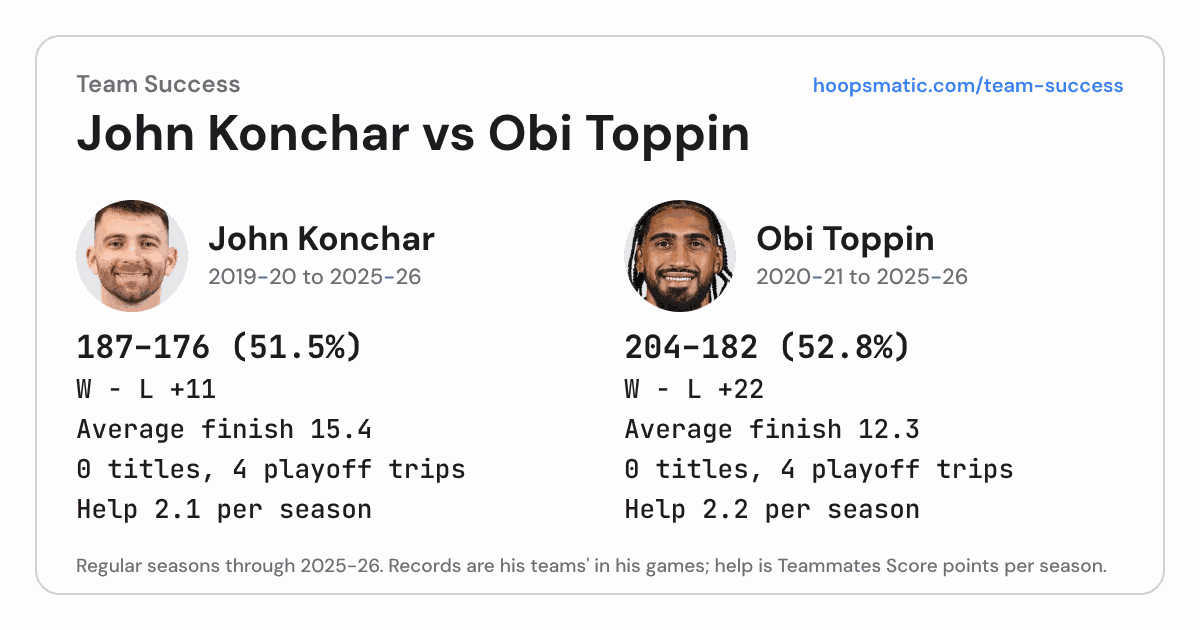 Team Success
hoopsmatic.com/team-success
John Konchar vs Obi Toppin
John Konchar
2019-20 to 2025-26
187-176 (51.5%)
W - L +11
Average finish 15.4
0 titles, 4 playoff trips
Help 2.1 per season
Obi Toppin
2020-21 to 2025-26
204-182 (52.8%)
W - L +22
Average finish 12.3
0 titles, 4 playoff trips
Help 2.2 per season
Regular seasons through 2025-26. Records are his teams' in his games; help is Teammates Score points per season.